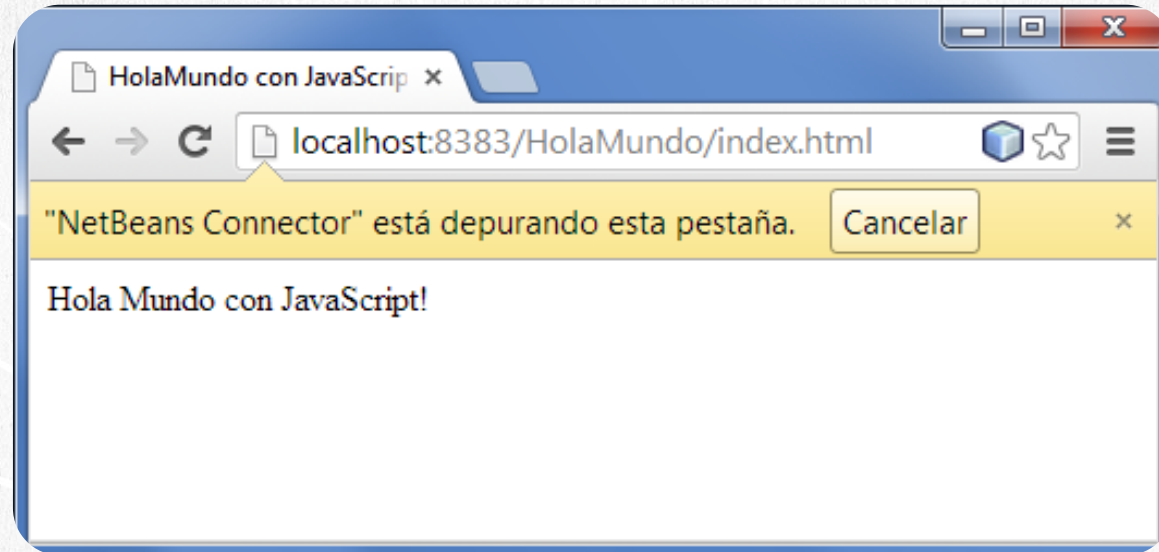 HolaMundo con JavaScrip
localhost:8383/HolaMundo/index.html
"NetBeans Connector" está depurando esta pestaña. Cancelar
Hola Mundo con JavaScript!